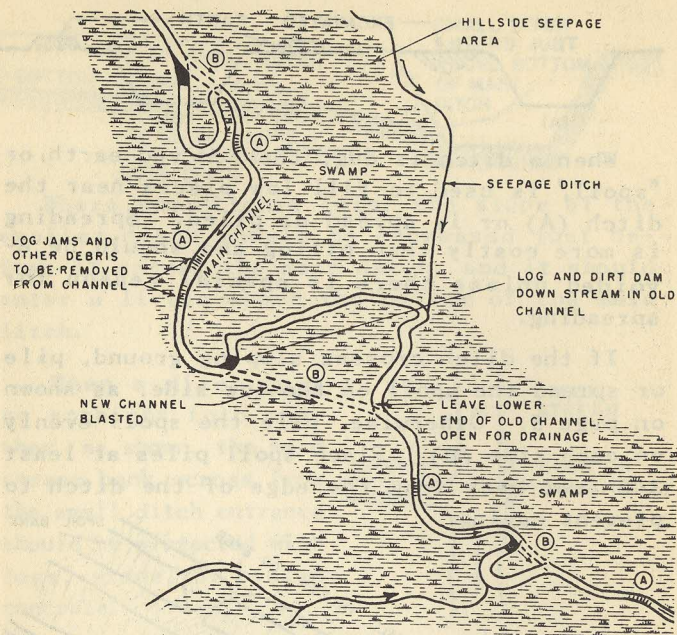 HILLSIDE SEEPAGE
AREA
B
A
SWAMP
SEEPAGE DITCH
A
MAIN CHANNEL
LOG JAMS AND
OTHER DEBRIS
TO BE REMOVED
FROM CHANNEL
LOG AND DIRT DAM
DOWN STREAM IN OLD
CHANNEL
B
NEW CHANNEL
BLASTED
LEAVE LOWER
END OF OLD CHANNEL
OPEN FOR DRAINAGE
A
SWAMP
B
A